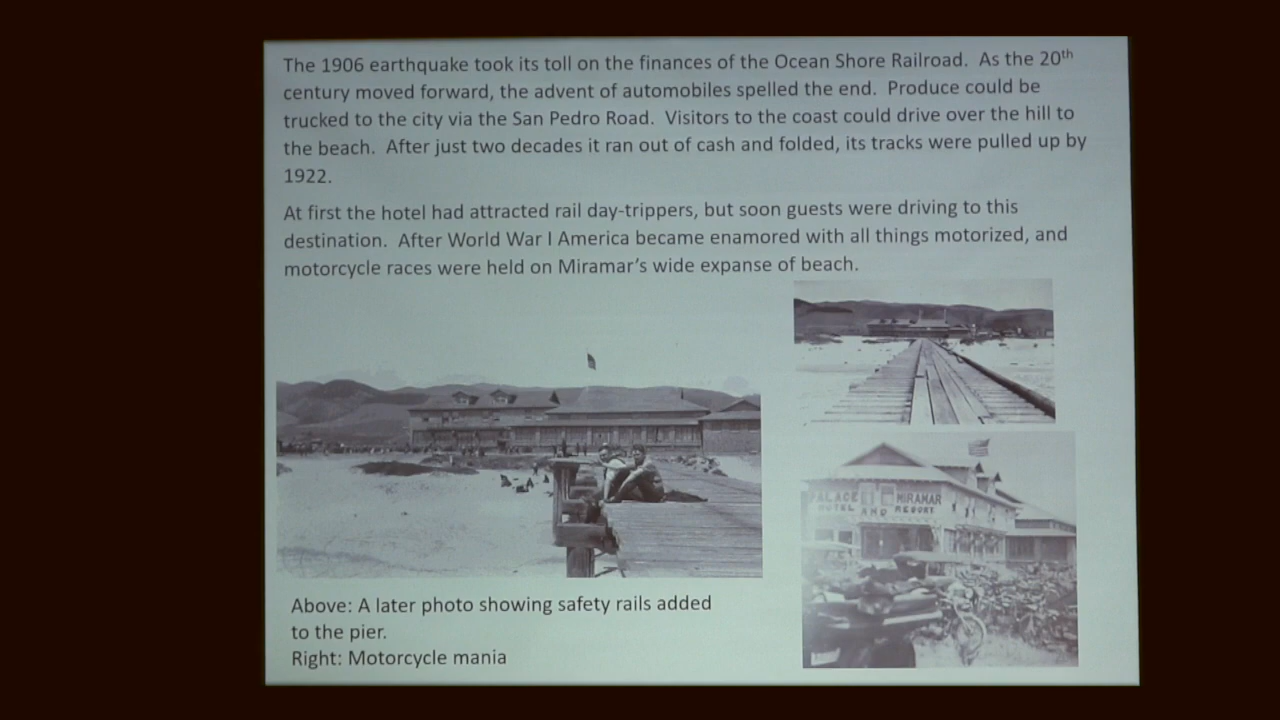 The 1906 earthquake took its toll on the finances of the Ocean Shore Railroad.  As the 20th
century moved forward, the advent of automobiles spelled the end.  Produce could be
trucked to the city via the San Pedro Road.  Visitors to the coast could drive over the hill to
the beach.  After just two decades it ran out of cash and folded, its tracks were pulled up by
1922.
At first the hotel had attracted rail day-trippers, but soon guests were driving to this
destination.  After World War I America became enamored with all things motorized, and
motorcycle races were held on Miramar’s wide expanse of beach.
PALACE MIRAMAR
HOTEL AND RESORT
Above: A later photo showing safety rails added
to the pier.
Right: Motorcycle mania